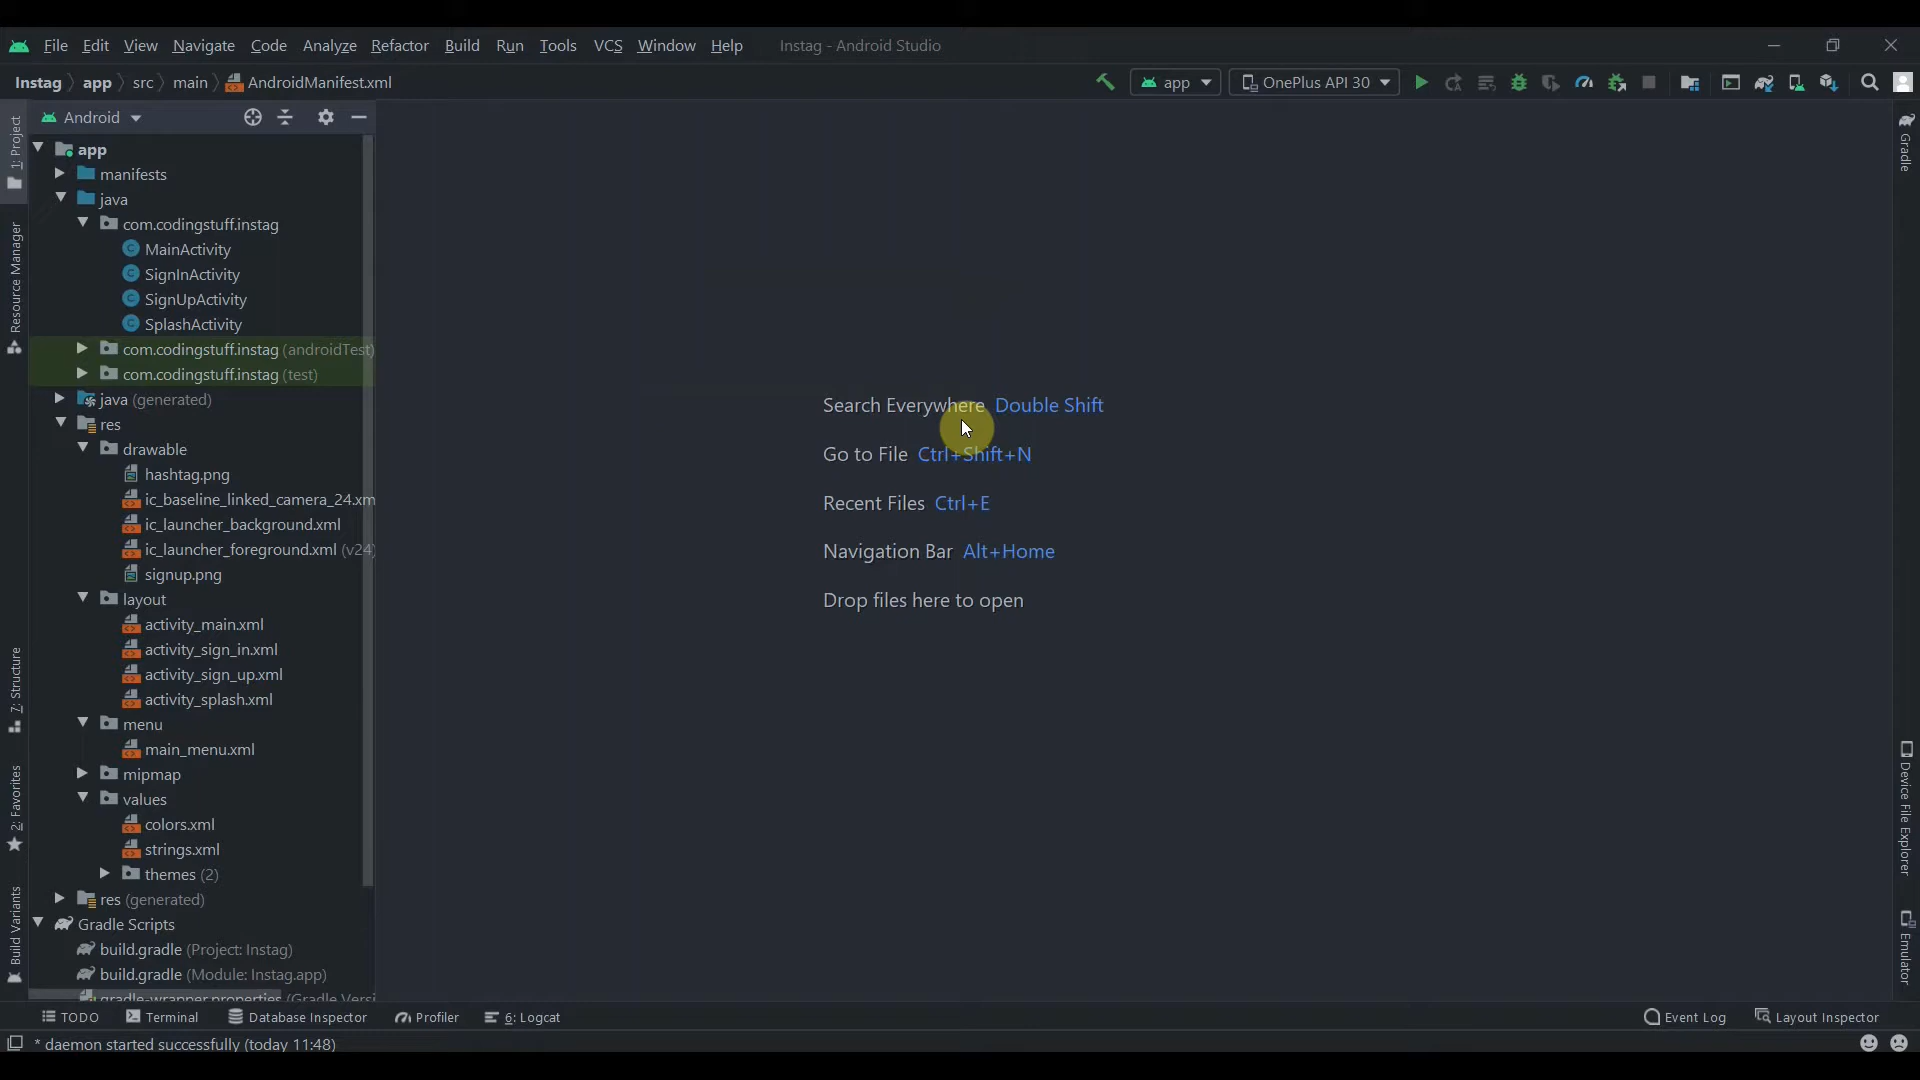 File Edit View Navigate Code Analyze Refactor Build Run Tools VCS Window Help Instag - Android Studio
Instag app src main AndroidManifest.xml app OnePlus API 30
Android
1: Project
Resource Manager
7: Structure
2: Favorites
Build Variants
app
manifests
java
com.codingstuff.instag
MainActivity
SignInActivity
SignUpActivity
SplashActivity
com.codingstuff.instag (androidTest)
com.codingstuff.instag (test)
java (generated)
res
drawable
hashtag.png
ic_baseline_linked_camera_24.xm
ic_launcher_background.xml
ic_launcher_foreground.xml (v24)
signup.png
layout
activity_main.xml
activity_sign_in.xml
activity_sign_up.xml
activity_splash.xml
menu
main_menu.xml
mipmap
values
colors.xml
strings.xml
themes (2)
res (generated)
Gradle Scripts
build.gradle (Project: Instag)
build.gradle (Module: Instag.app)
gradle-wrapper.properties (Gradle Versi
Search Everywhere Double Shift
Go to File Ctrl+Shift+N
Recent Files Ctrl+E
Navigation Bar Alt+Home
Drop files here to open
Gradle
Device File Explorer
Emulator
TODO Terminal Database Inspector Profiler 6: Logcat Event Log Layout Inspector
* daemon started successfully (today 11:48)